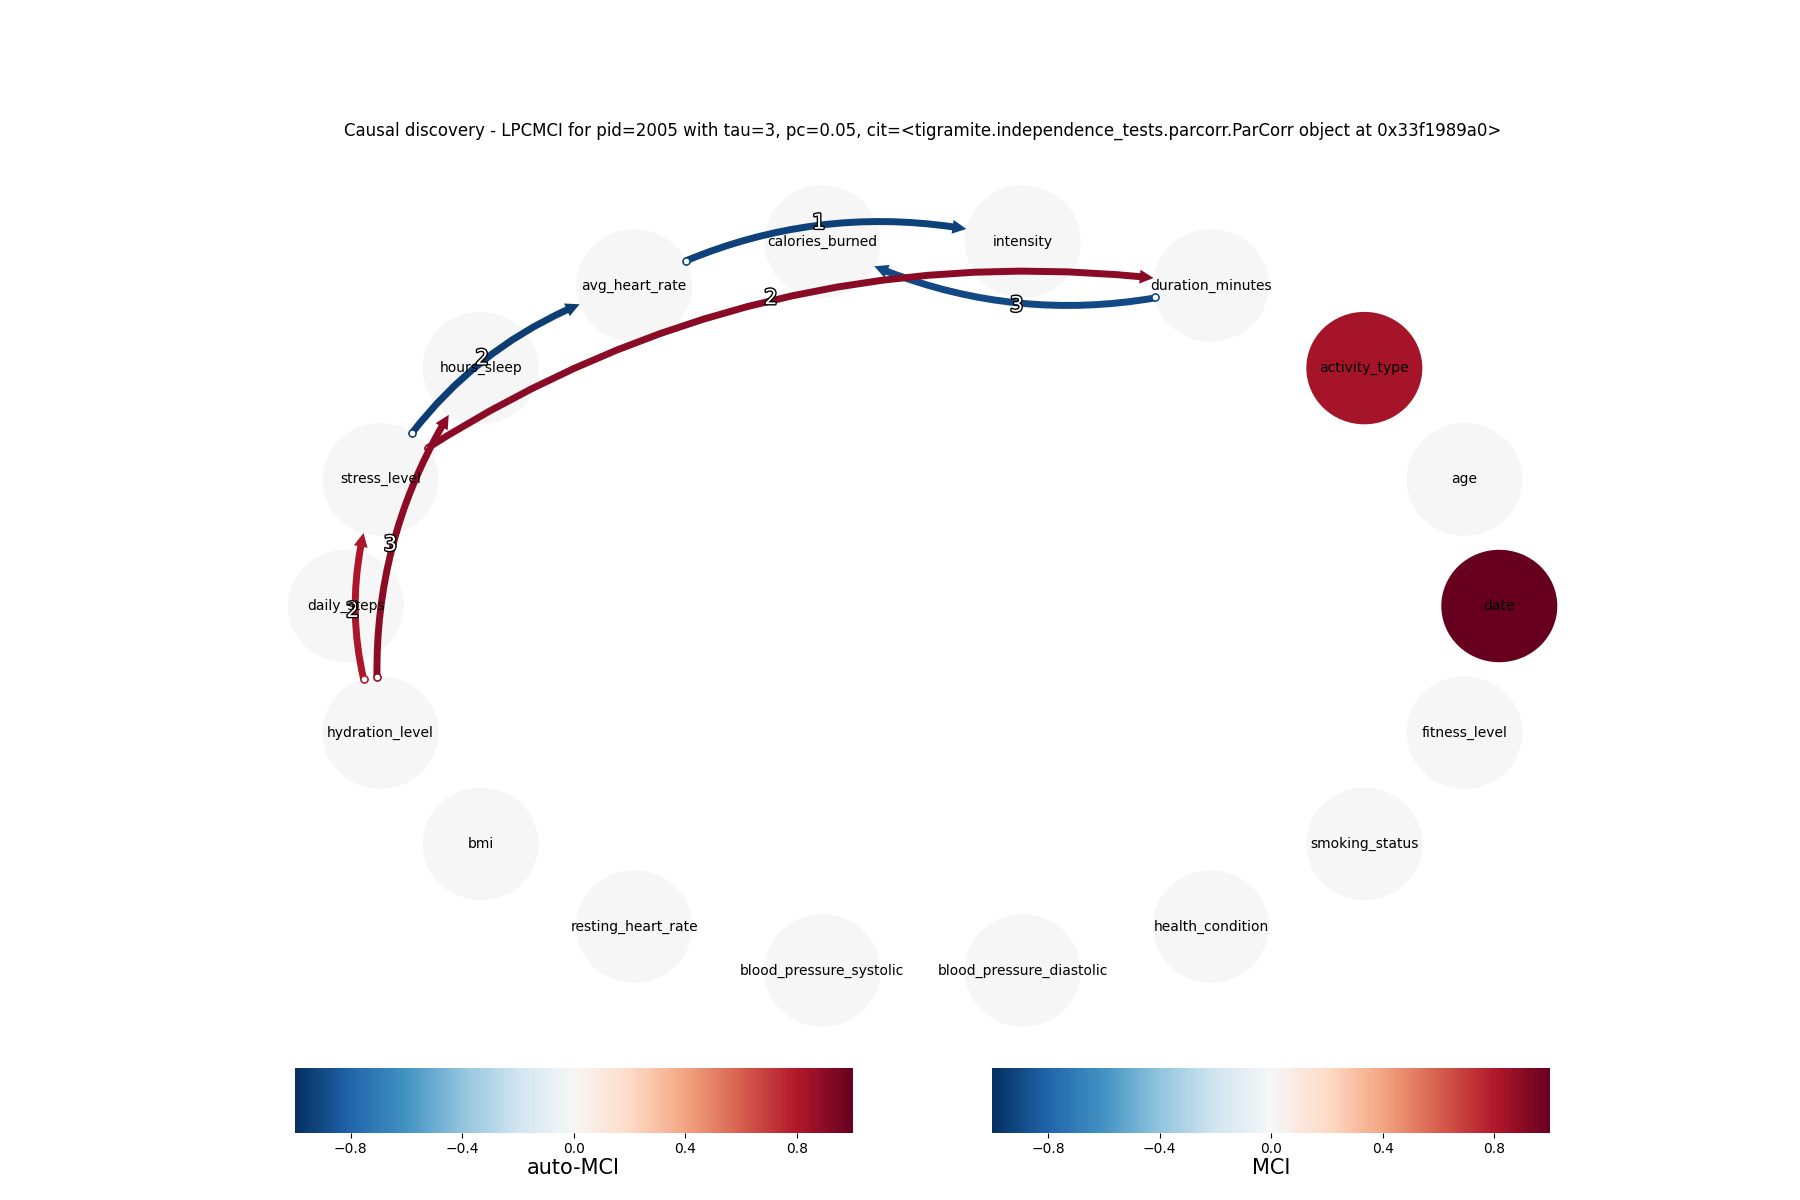 Causal discovery - LPCMCI for pid=2005 with tau=3, pc=0.05, cit=<tigramite.independence_tests.parcorr.ParCorr object at 0x33f1989a0>
1
calories_burned
intensity
avg_heart_rate
2
duration_minutes
3
2
hours_sleep
activity_type
stress_level
age
3
daily_steps
2
date
hydration_level
fitness_level
bmi
smoking_status
resting_heart_rate
health_condition
blood_pressure_systolic
blood_pressure_diastolic
−0.8 −0.4 0.0 0.4 0.8
auto-MCI
−0.8 −0.4 0.0 0.4 0.8
MCI